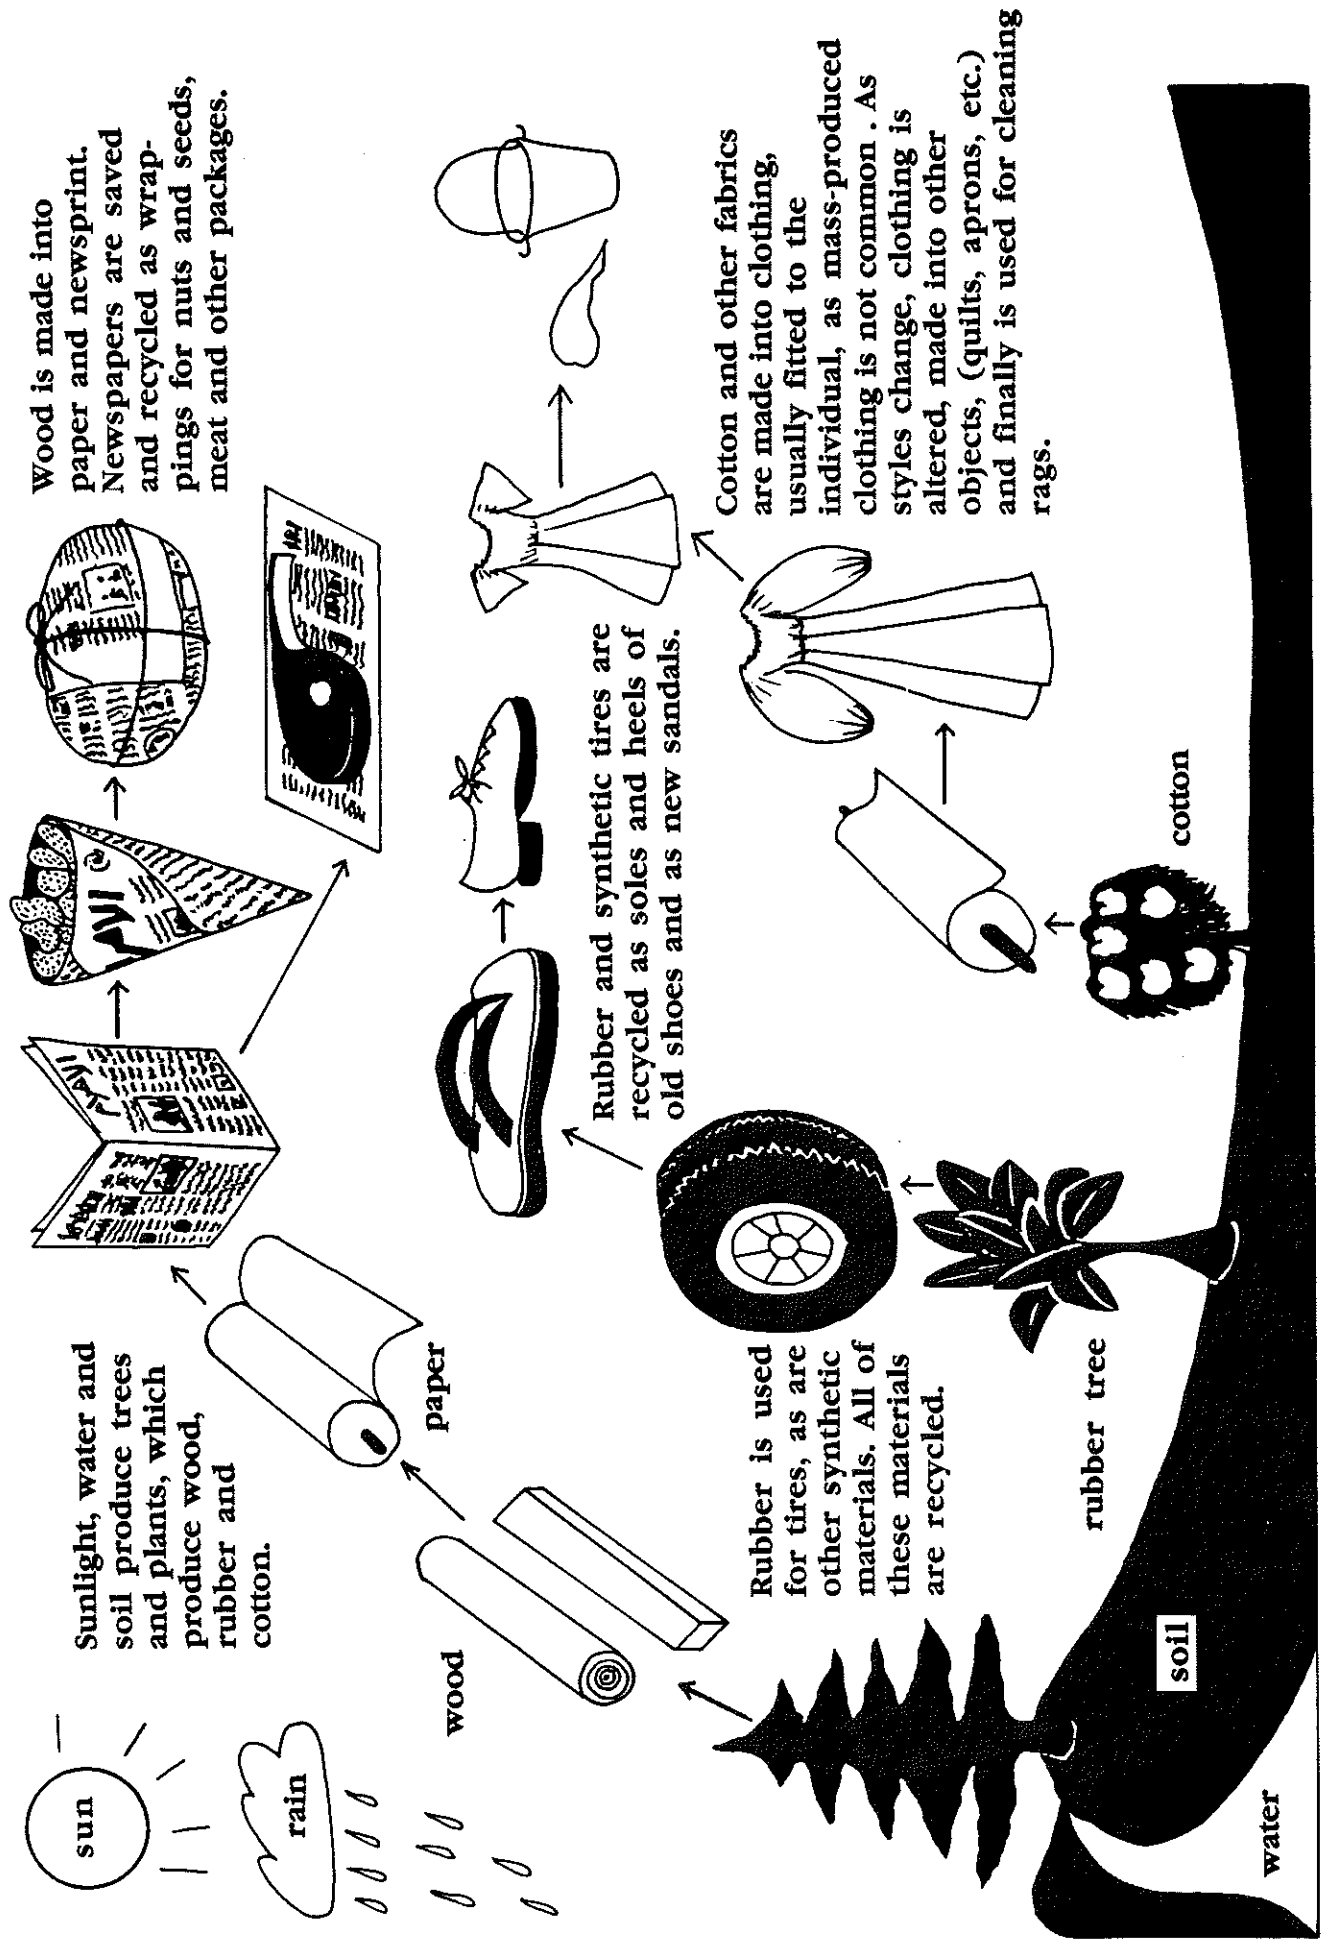 sun
rain
Sunlight, water and
soil produce trees
and plants, which
produce wood,
rubber and
cotton.
Wood is made into
paper and newsprint.
Newspapers are saved
and recycled as wrap-
pings for nuts and seeds,
meat and other packages.
wood
paper
Rubber and synthetic tires are
recycled as soles and heels of
old shoes and as new sandals.
Rubber is used
for tires, as are
other synthetic
materials. All of
these materials
are recycled.
Cotton and other fabrics
are made into clothing,
usually fitted to the
individual, as mass-produced
clothing is not common . As
styles change, clothing is
altered, made into other
objects, (quilts, aprons, etc.)
and finally is used for cleaning
rags.
rubber tree
cotton
soil
water